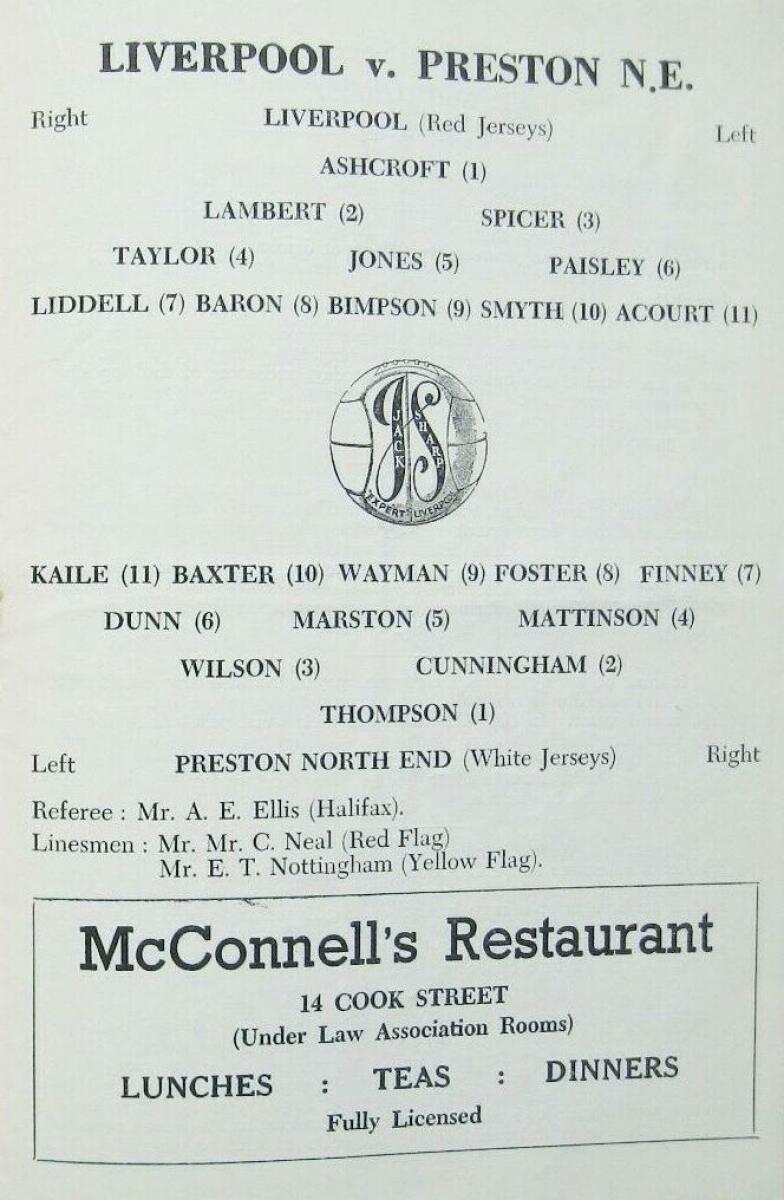 LIVERPOOL v. PRESTON N.E.
Right LIVERPOOL (Red Jerseys) Left
ASHCROFT (1)
LAMBERT (2) SPICER (3)
TAYLOR (4) JONES (5) PAISLEY (6)
LIDDELL (7) BARON (8) BIMPSON (9) SMYTH (10) ACOURT (11)
JS
JACK SHARP
"EXPERT" LIVERPOOL
KAILE (11) BAXTER (10) WAYMAN (9) FOSTER (8) FINNEY (7)
DUNN (6) MARSTON (5) MATTINSON (4)
WILSON (3) CUNNINGHAM (2)
THOMPSON (1)
Left PRESTON NORTH END (White Jerseys) Right
Referee : Mr. A. E. Ellis (Halifax).
Linesmen : Mr. Mr. C. Neal (Red Flag)
Mr. E. T. Nottingham (Yellow Flag).
McConnell's Restaurant
14 COOK STREET
(Under Law Association Rooms)
LUNCHES : TEAS : DINNERS
Fully Licensed